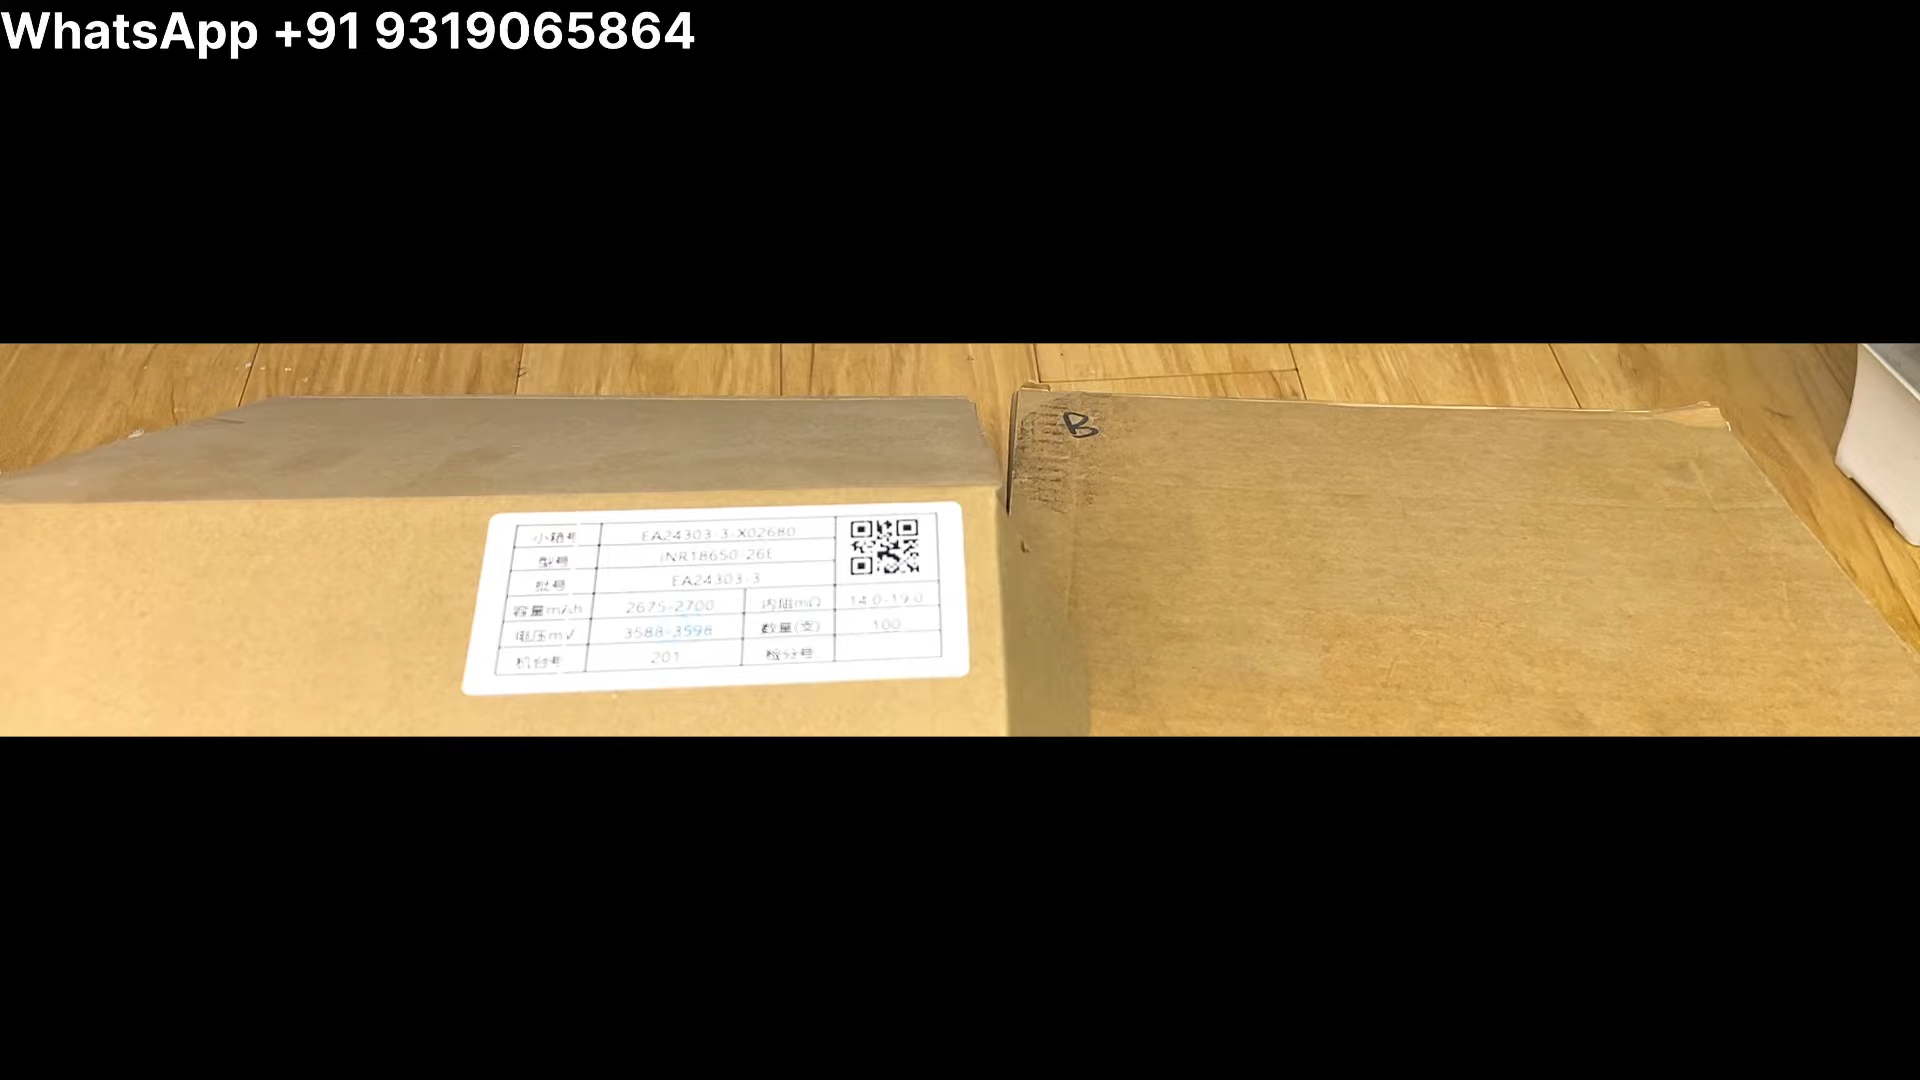 WhatsApp +91 9319065864
B
小箱号 EA24303-3-X02680
型号 INR18650-26E
批号 EA24303-3
容量mAh 2675-2700 内阻mΩ 14.0-19.0
电压mV 3588-3598 数量(支) 100
机台号 201 检分号